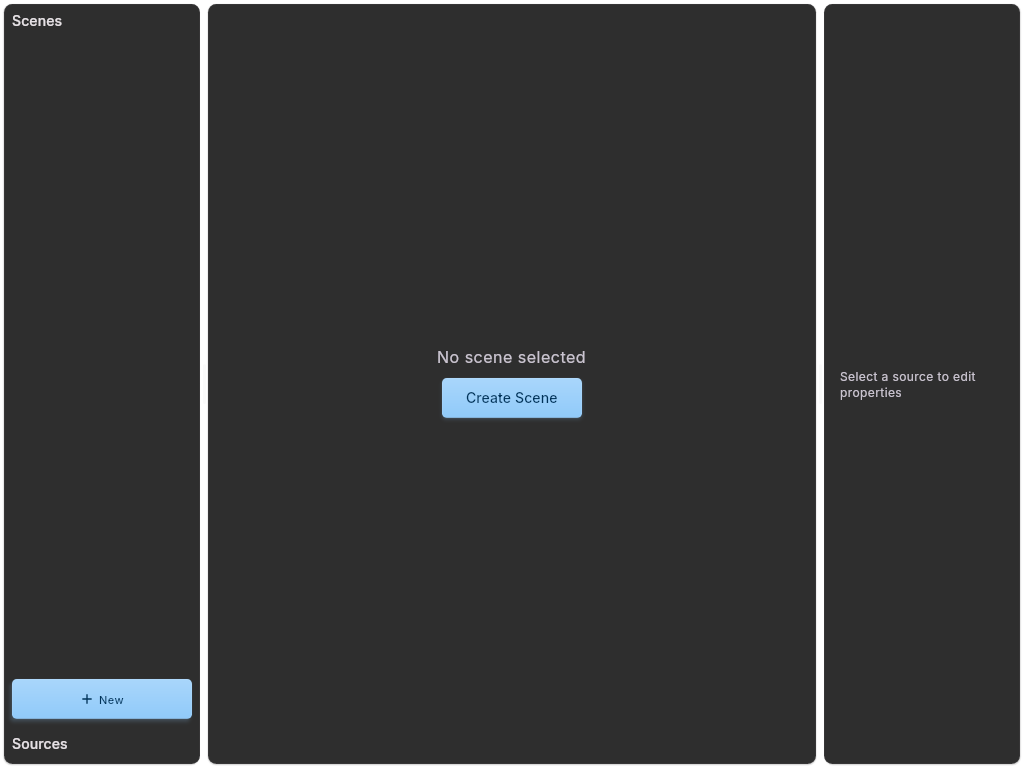 Scenes
No scene selected
Create Scene
Select a source to edit
properties
New
Sources